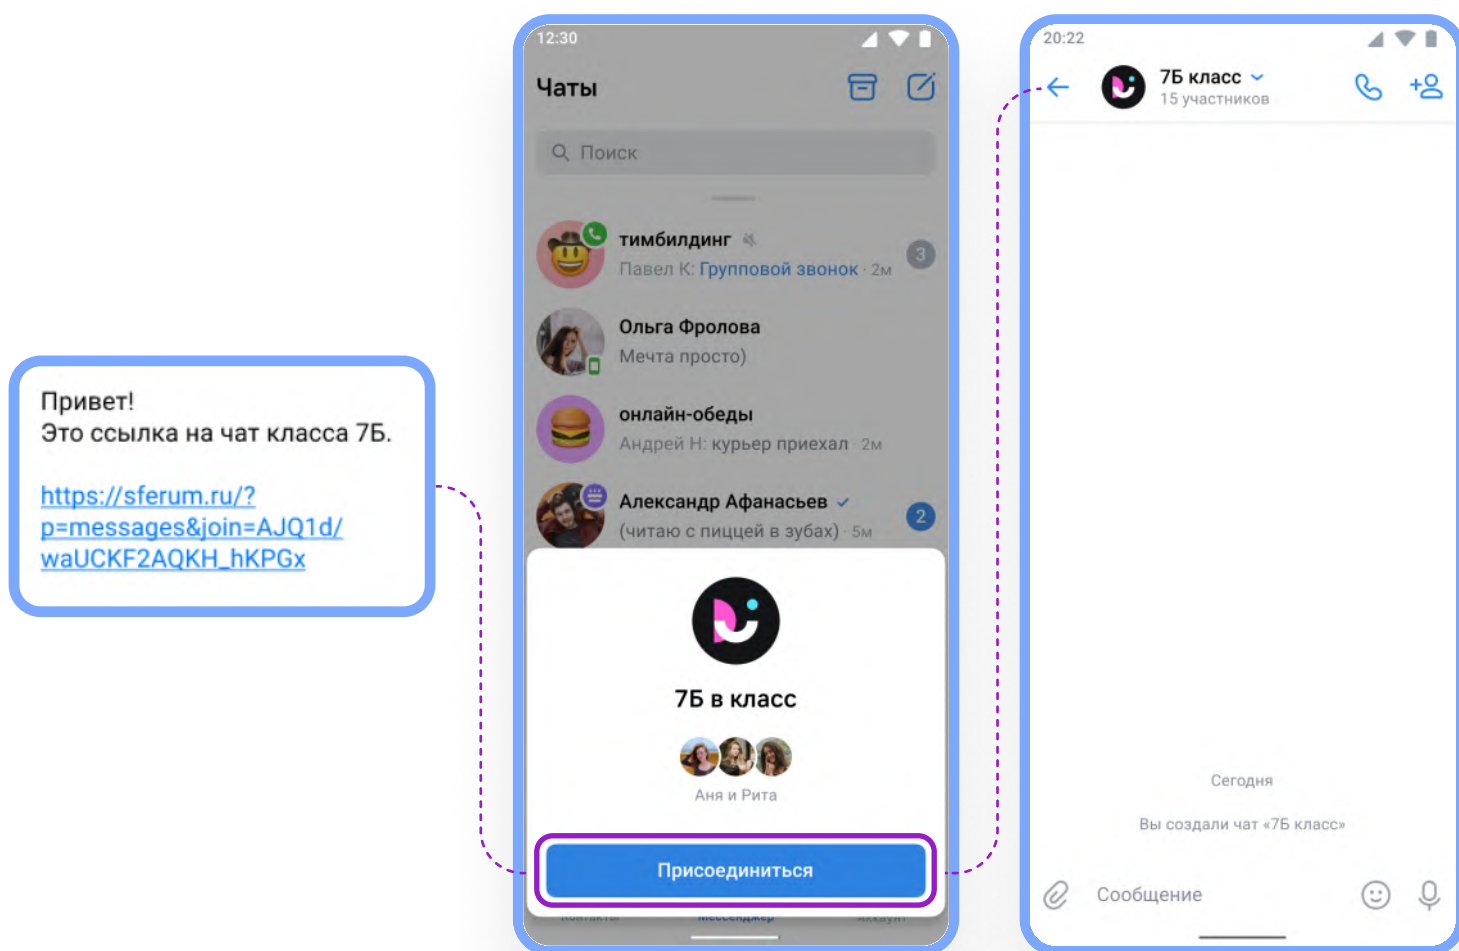 Привет!
Это ссылка на чат класса 7Б.
https://sferum.ru/?
p=messages&join=AJQ1d/
waUCKF2AQKH_hKPGx
12:30
Чаты
Поиск
тимбилдинг
Павел К: Групповой звонок · 2м
3
Ольга Фролова
Мечта просто)
онлайн-обеды
Андрей Н: курьер приехал · 2м
Александр Афанасьев
(читаю с пиццей в зубах) · 5м
2
7Б в класс
Аня и Рита
Присоединиться
Контакты Мессенджер Аккаунт
20:22
7Б класс
15 участников
Сегодня
Вы создали чат «7Б класс»
Сообщение